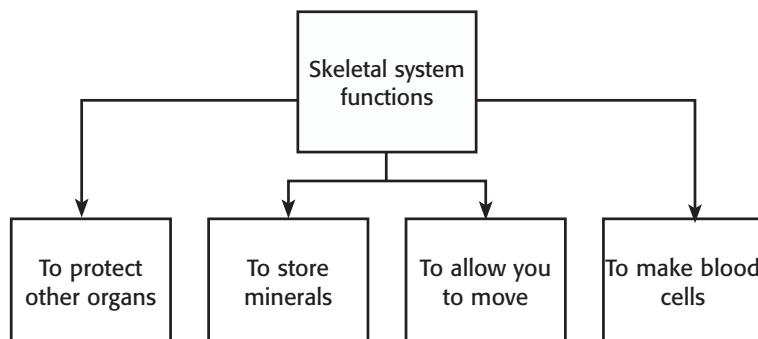 Skeletal system
functions
To protect
other organs
To store
minerals
To allow you
to move
To make blood
cells